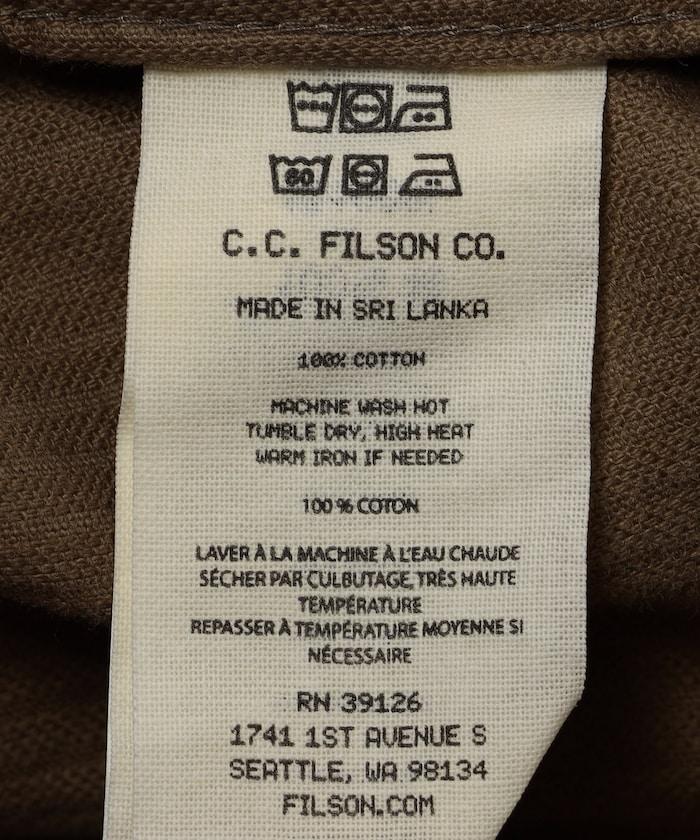 60
C.C. FILSON CO.
MADE IN SRI LANKA
100% COTTON
MACHINE WASH HOT
TUMBLE DRY, HIGH HEAT
WARM IRON IF NEEDED
100 % COTON
LAVER À LA MACHINE À L'EAU CHAUDE
SÉCHER PAR CULBUTAGE, TRÈS HAUTE
TEMPÉRATURE
REPASSER À TEMPÉRATURE MOYENNE SI
NÉCESSAIRE
RN 39126
1741 1ST AVENUE S
SEATTLE, WA 98134
FILSON.COM